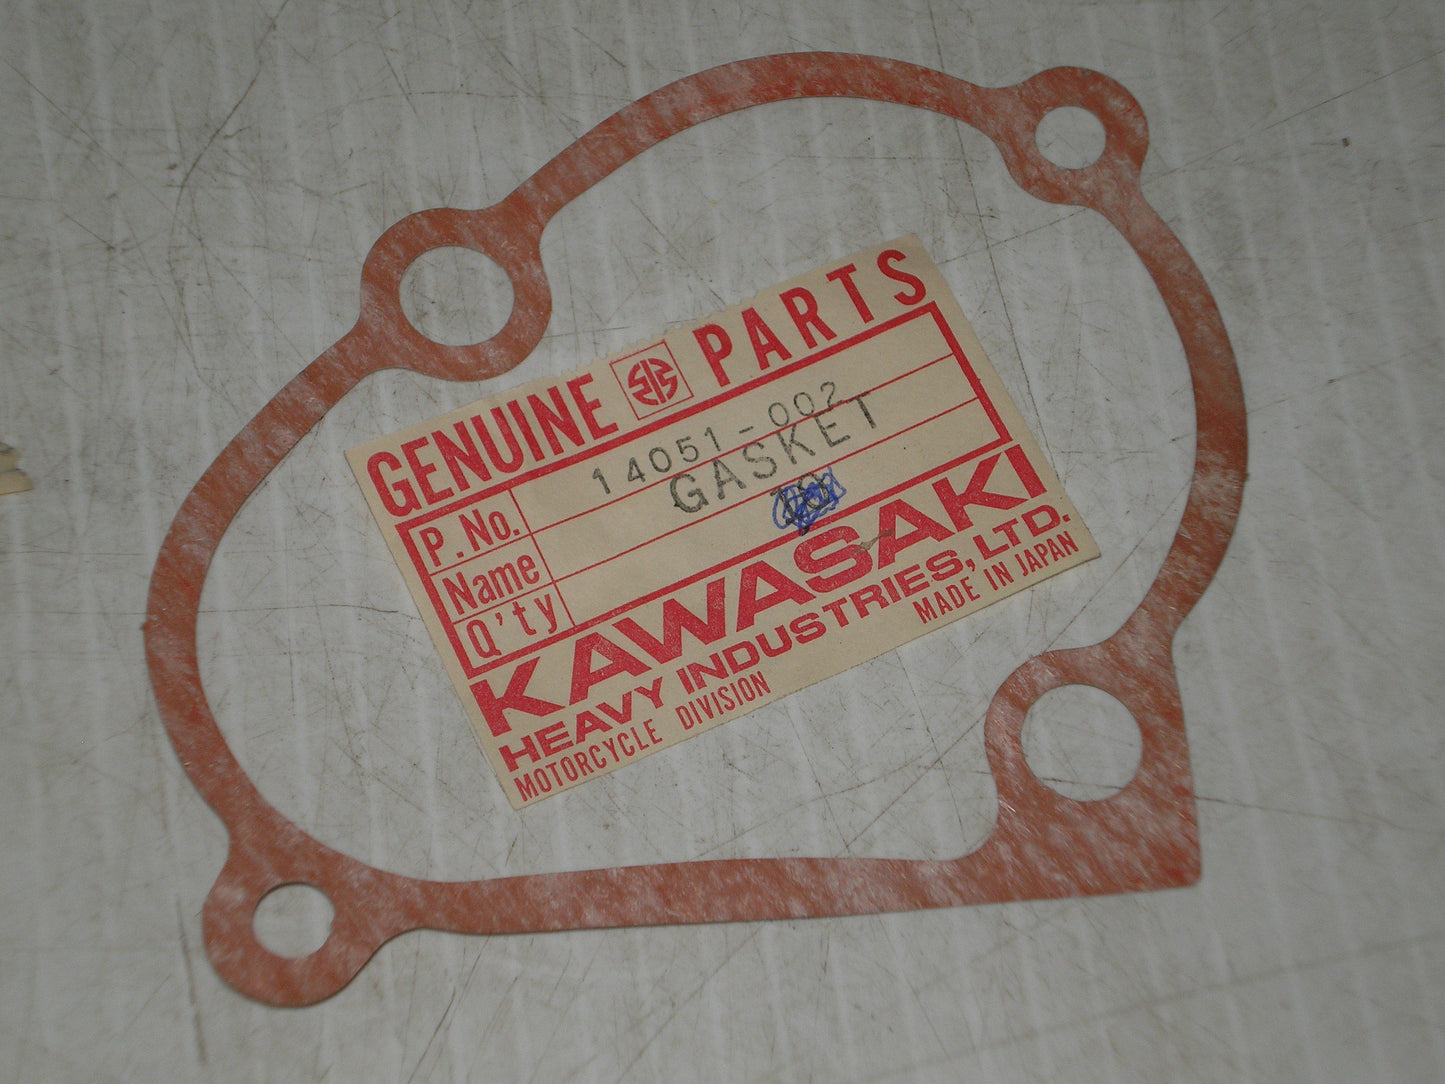 GENUINE PARTS
P.No. 14051-002
Name GASKET
Q'ty
KAWASAKI
HEAVY INDUSTRIES, LTD.
MOTORCYCLE DIVISION MADE IN JAPAN